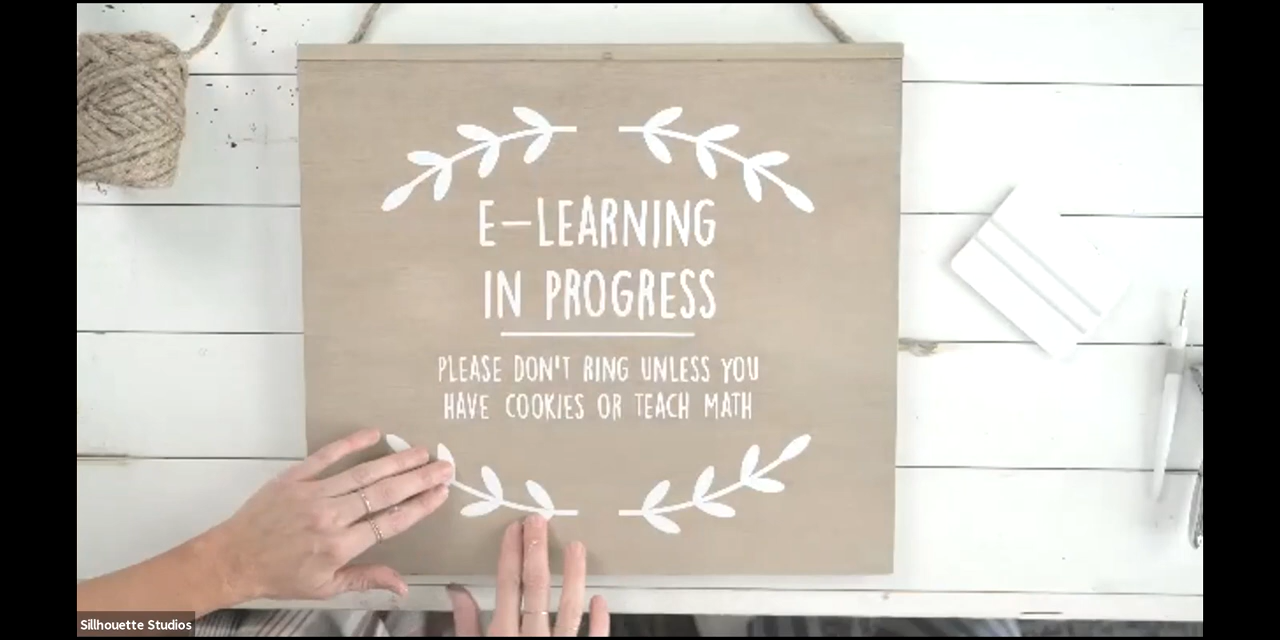 E-LEARNING
IN PROGRESS
PLEASE DON'T RING UNLESS YOU
HAVE COOKIES OR TEACH MATH
Sillhouette Studios